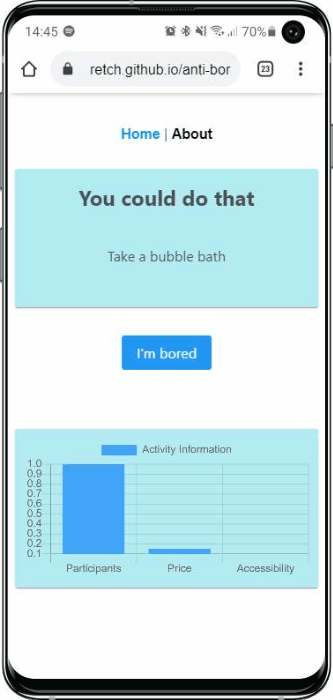 14:45 70%
retch.github.io/anti-bor 23
Home | About
You could do that
Take a bubble bath
I'm bored
Activity Information
1.0
0.9
0.8
0.7
0.6
0.5
0.4
0.3
0.2
0.1
Participants Price Accessibility